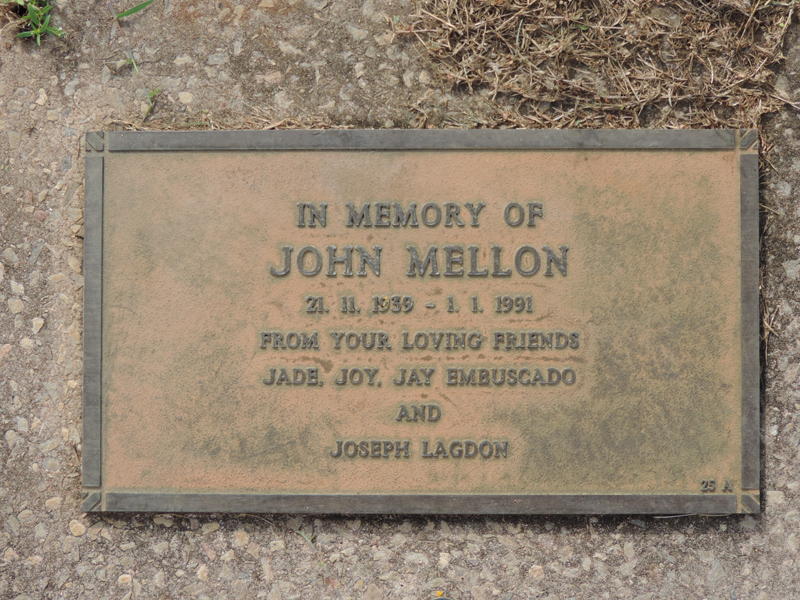 IN MEMORY OF
JOHN MELLON
21. 11. 1939 - 1. 1. 1991
FROM YOUR LOVING FRIENDS
JADE, JOY, JAY EMBUSCADO
AND
JOSEPH LAGDON
25 A